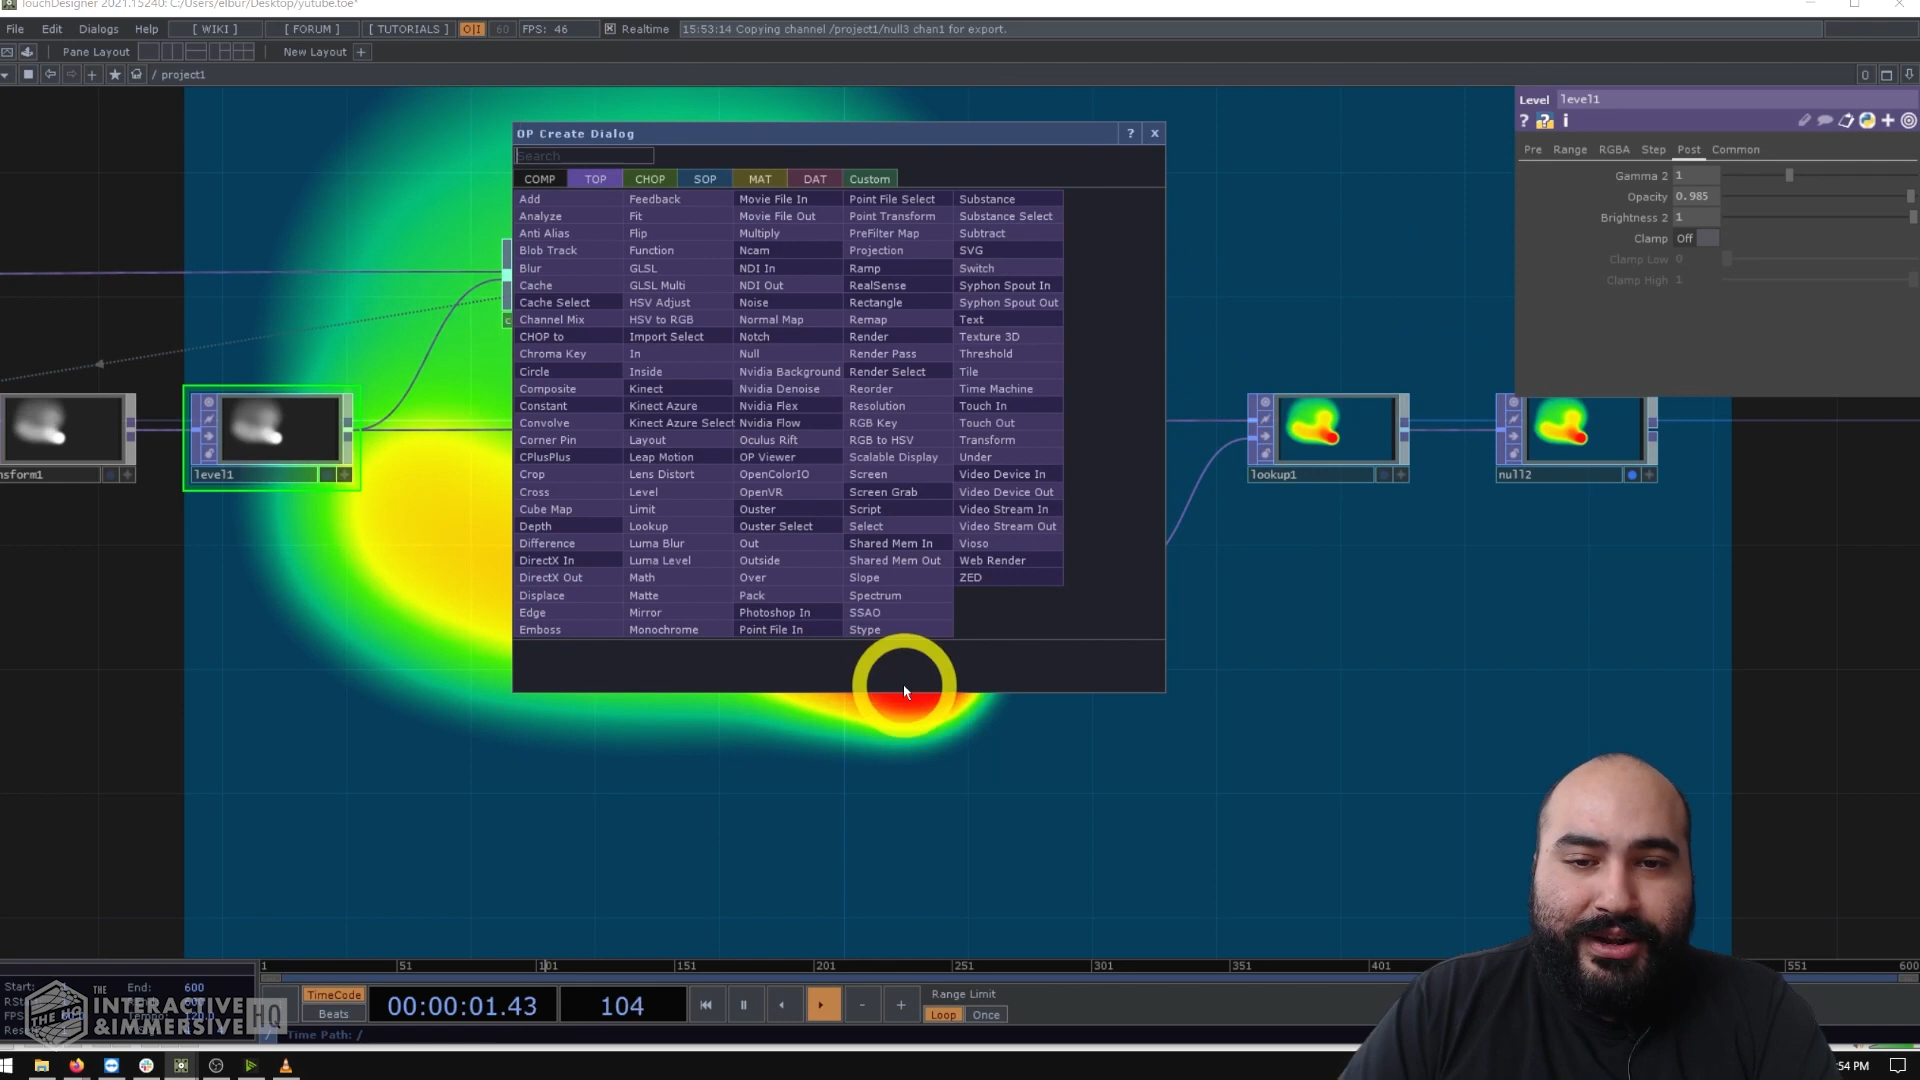 TouchDesigner 2021.15240: C:/Users/elbur/Desktop/yutube.toe*
File Edit Dialogs Help [ WIKI ] [ FORUM ] [ TUTORIALS ] O|I 60 FPS: 46 Realtime 15:53:14 Copying channel /project1/null3 chan1 for export.
Pane Layout New Layout +
/ project1 0
Level level1
? i
Pre Range RGBA Step Post Common
Gamma 2 1
Opacity 0.985
Brightness 2 1
Clamp Off
Clamp Low 0
Clamp High 1
OP Create Dialog ? x
Search
COMP TOP CHOP SOP MAT DAT Custom
Add Feedback Movie File In Point File Select Substance
Analyze Fit Movie File Out Point Transform Substance Select
Anti Alias Flip Multiply PreFilter Map Subtract
Blob Track Function Ncam Projection SVG
Blur GLSL NDI In Ramp Switch
Cache GLSL Multi NDI Out RealSense Syphon Spout In
Cache Select HSV Adjust Noise Rectangle Syphon Spout Out
Channel Mix HSV to RGB Normal Map Remap Text
CHOP to Import Select Notch Render Texture 3D
Chroma Key In Null Render Pass Threshold
Circle Inside Nvidia Background Render Select Tile
Composite Kinect Nvidia Denoise Reorder Time Machine
Constant Kinect Azure Nvidia Flex Resolution Touch In
Convolve Kinect Azure Select Nvidia Flow RGB Key Touch Out
Corner Pin Layout Oculus Rift RGB to HSV Transform
CPlusPlus Leap Motion OP Viewer Scalable Display Under
Crop Lens Distort OpenColorIO Screen Video Device In
Cross Level OpenVR Screen Grab Video Device Out
Cube Map Limit Ouster Script Video Stream In
Depth Lookup Ouster Select Select Video Stream Out
Difference Luma Blur Out Shared Mem In Vioso
DirectX In Luma Level Outside Shared Mem Out Web Render
DirectX Out Math Over Slope ZED
Displace Matte Pack Spectrum
Edge Mirror Photoshop In SSAO
Emboss Monochrome Point File In Stype
nsform1 level1 lookup1 null2
1 51 101 151 201 251 301 351 401 551 600
Start: End: 600
TimeCode Beats 00:00:01.43 104 - + Range Limit Loop Once
THE HQ THE INTERACTIVE & IMMERSIVE HQ
Time Path: /
:54 PM